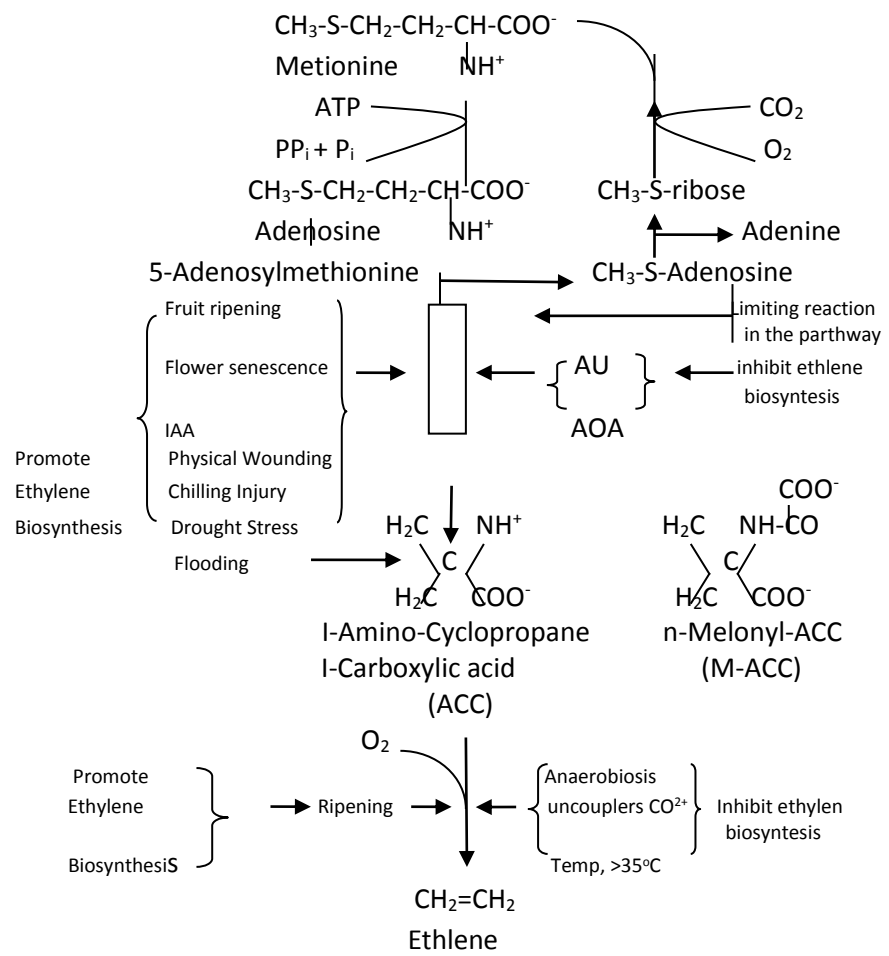 CH₃-S-CH₂-CH₂-CH-COO⁻
Metionine NH⁺
ATP
CO₂
PPᵢ + Pᵢ
O₂
CH₃-S-CH₂-CH₂-CH-COO⁻
CH₃-S-ribose
Adenosine NH⁺
Adenine
5-Adenosylmethionine
CH₃-S-Adenosine
Fruit ripening
Limiting reaction
in the parthway
Flower senescence
AU
inhibit ethlene
biosyntesis
IAA
AOA
Promote
Physical Wounding
Ethylene
Chilling Injury
Biosynthesis
Drought Stress
Flooding
H₂C NH⁺
C
H₂C COO⁻
I-Amino-Cyclopropane
I-Carboxylic acid
(ACC)
COO⁻
H₂C NH-CO
C
H₂C COO⁻
n-Melonyl-ACC
(M-ACC)
O₂
Promote
Ethylene
BiosynthesiS
Ripening
Anaerobiosis
uncouplers CO²⁺
Temp, >35°C
Inhibit ethylen
biosyntesis
CH₂=CH₂
Ethlene